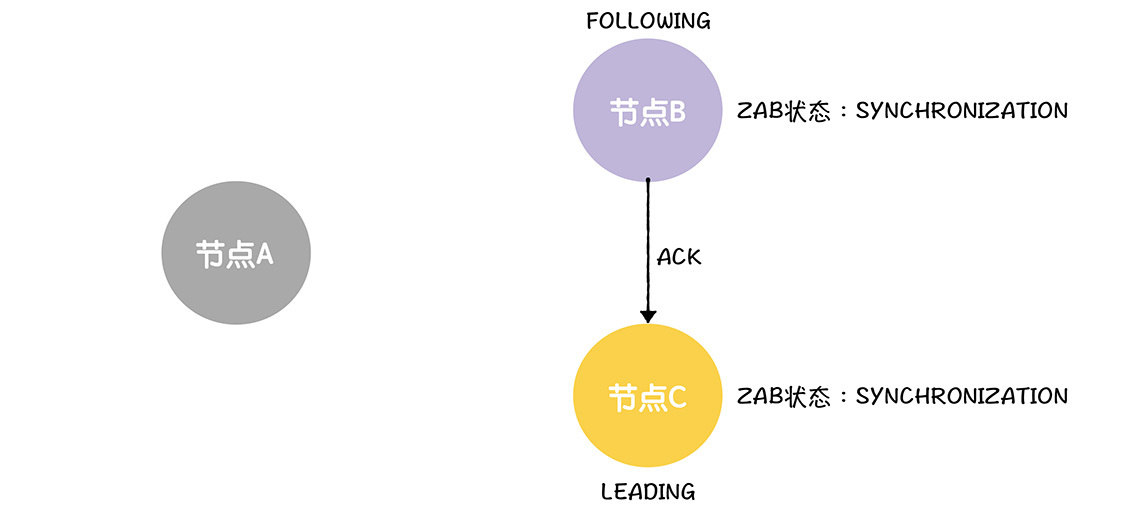 FOLLOWING
节点B
ZAB状态：SYNCHRONIZATION
节点A
ACK
节点C
ZAB状态：SYNCHRONIZATION
LEADING